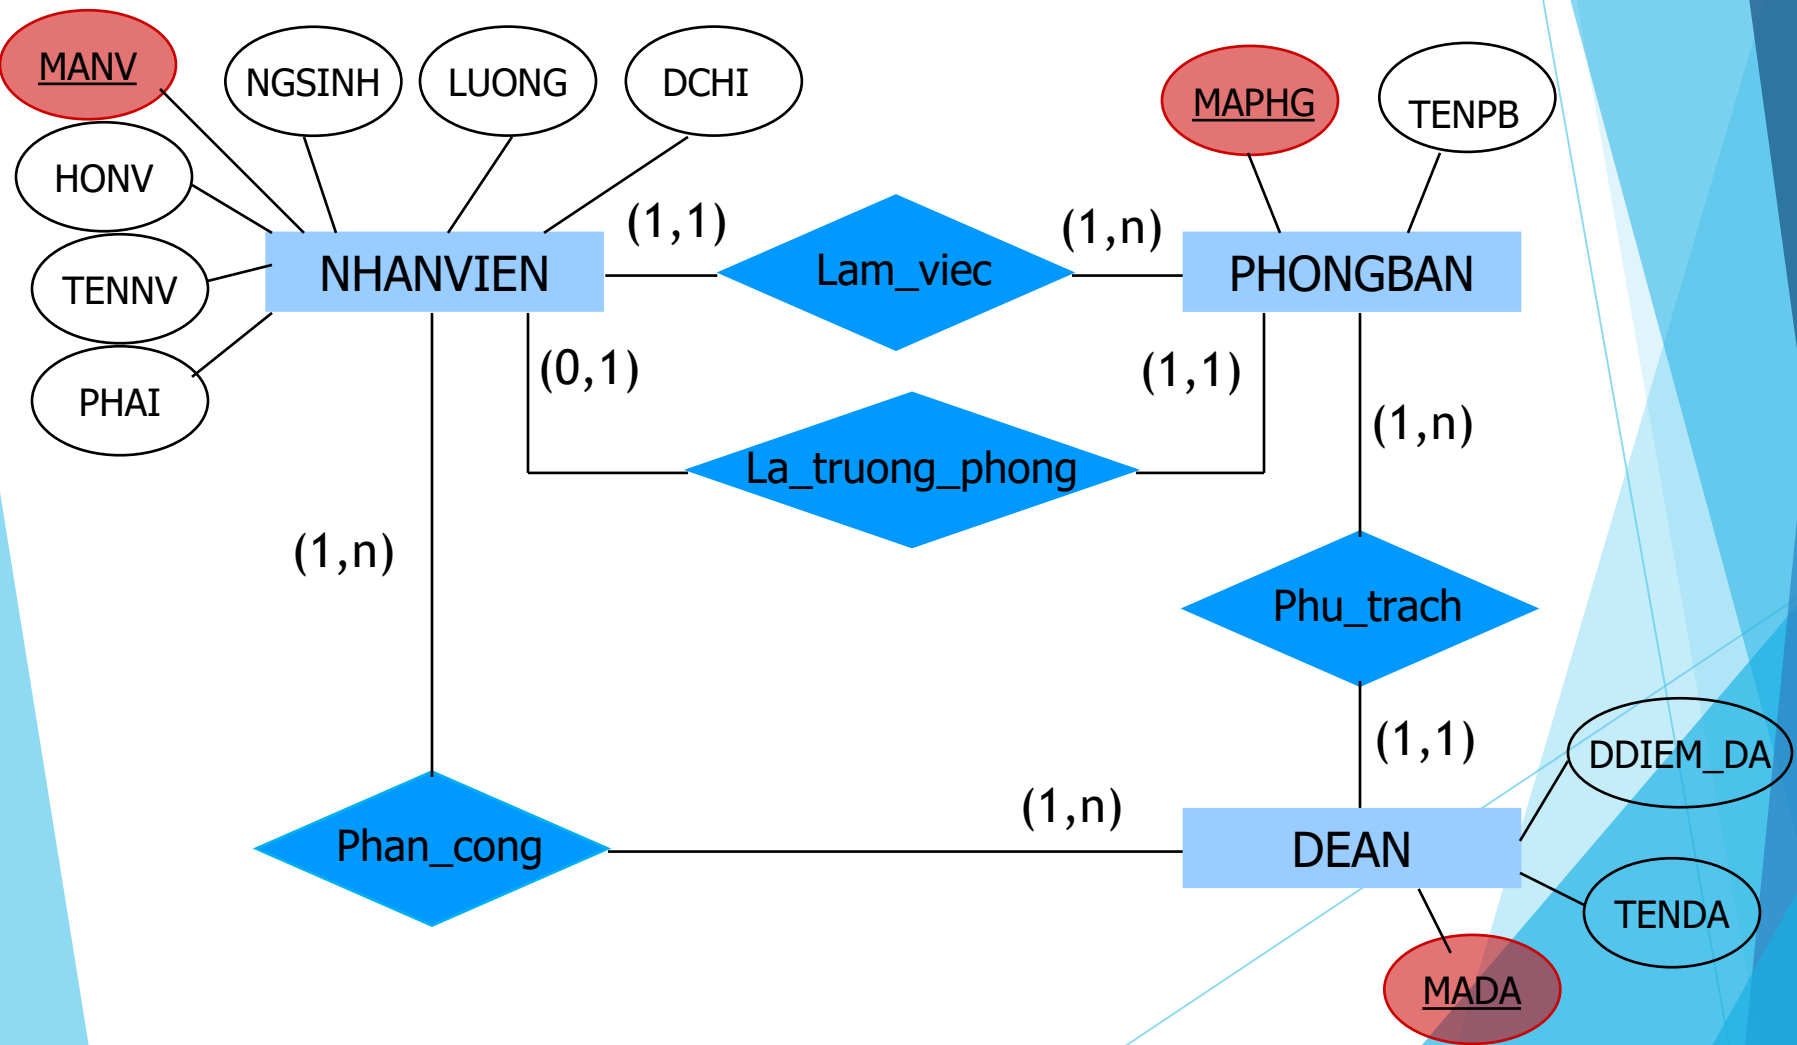 MANV
NGSINH
LUONG
DCHI
MAPHG
TENPB
HONV
TENNV
PHAI
NHANVIEN
(1,1)
Lam_viec
(1,n)
PHONGBAN
(0,1)
La_truong_phong
(1,1)
(1,n)
(1,n)
Phu_trach
(1,1)
DDIEM_DA
Phan_cong
(1,n)
DEAN
TENDA
MADA